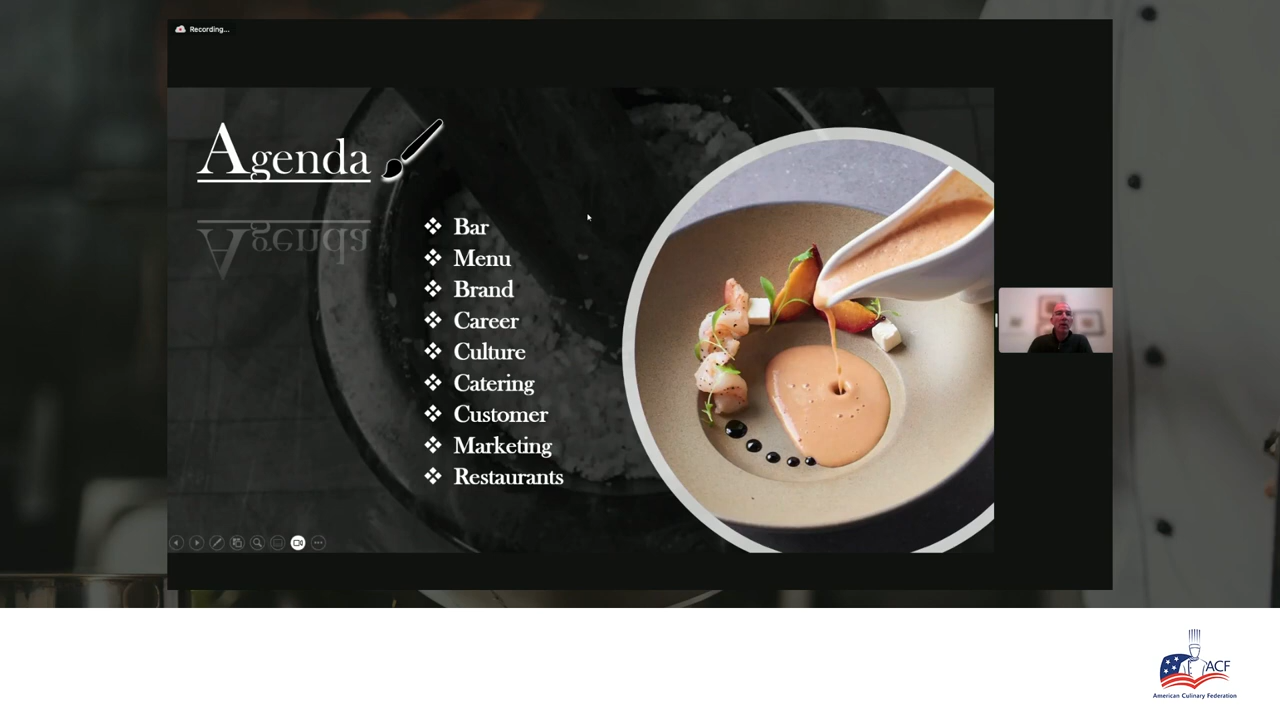 Recording...
Agenda
Bar
Menu
Brand
Career
Culture
Catering
Customer
Marketing
Restaurants
ACF
American Culinary Federation